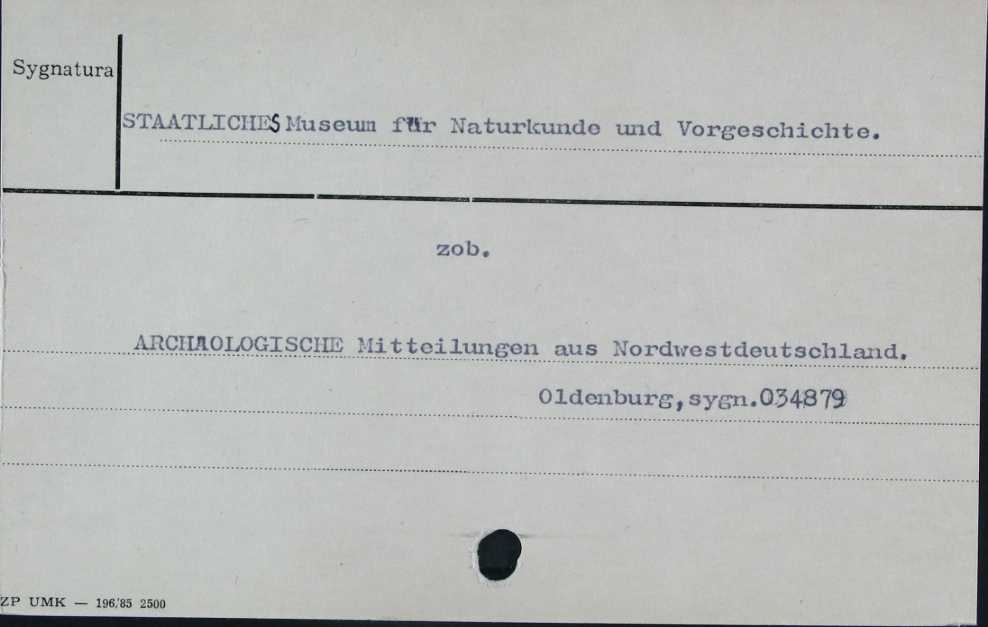 Sygnatura
STAATLICHES Museum für Naturkunde und Vorgeschichte.
zob.
ARCHÄOLOGISCHE Mitteilungen aus Nordwestdeutschland.
Oldenburg,sygn.034879
ZP UMK — 196/85 2500